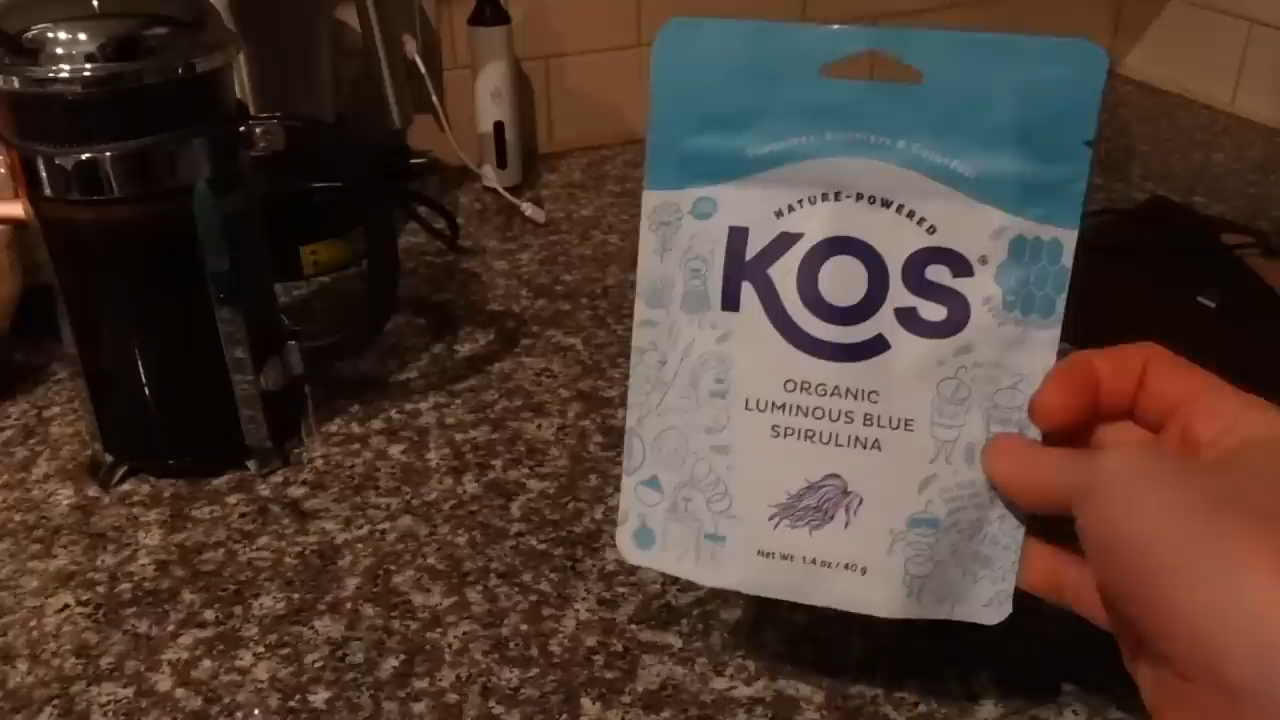 NATURE-POWERED
KOS®
ORGANIC
LUMINOUS BLUE
SPIRULINA
Net Wt. 1.4 oz / 40 g